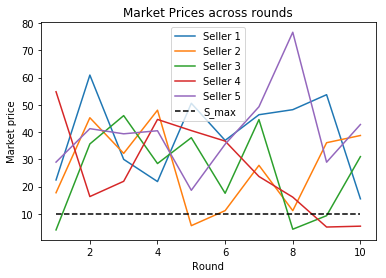 Market Prices across rounds
Seller 1
Seller 2
Seller 3
Seller 4
Seller 5
s_max
Market price
80
70
60
50
40
30
20
10
2
4
6
8
10
Round